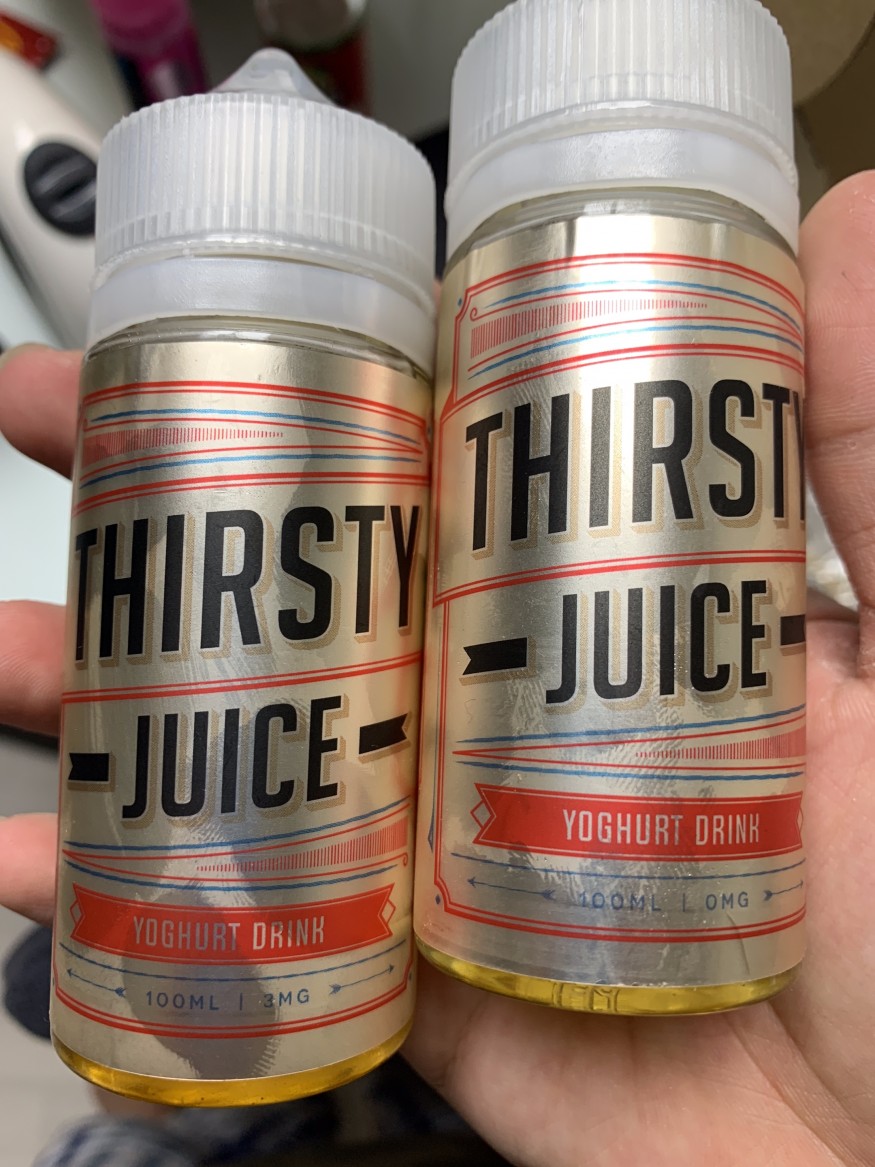 THIRSTY
JUICE
YOGHURT DRINK
100ML | 3MG
THIRSTY
JUICE
YOGHURT DRINK
100ML | 0MG